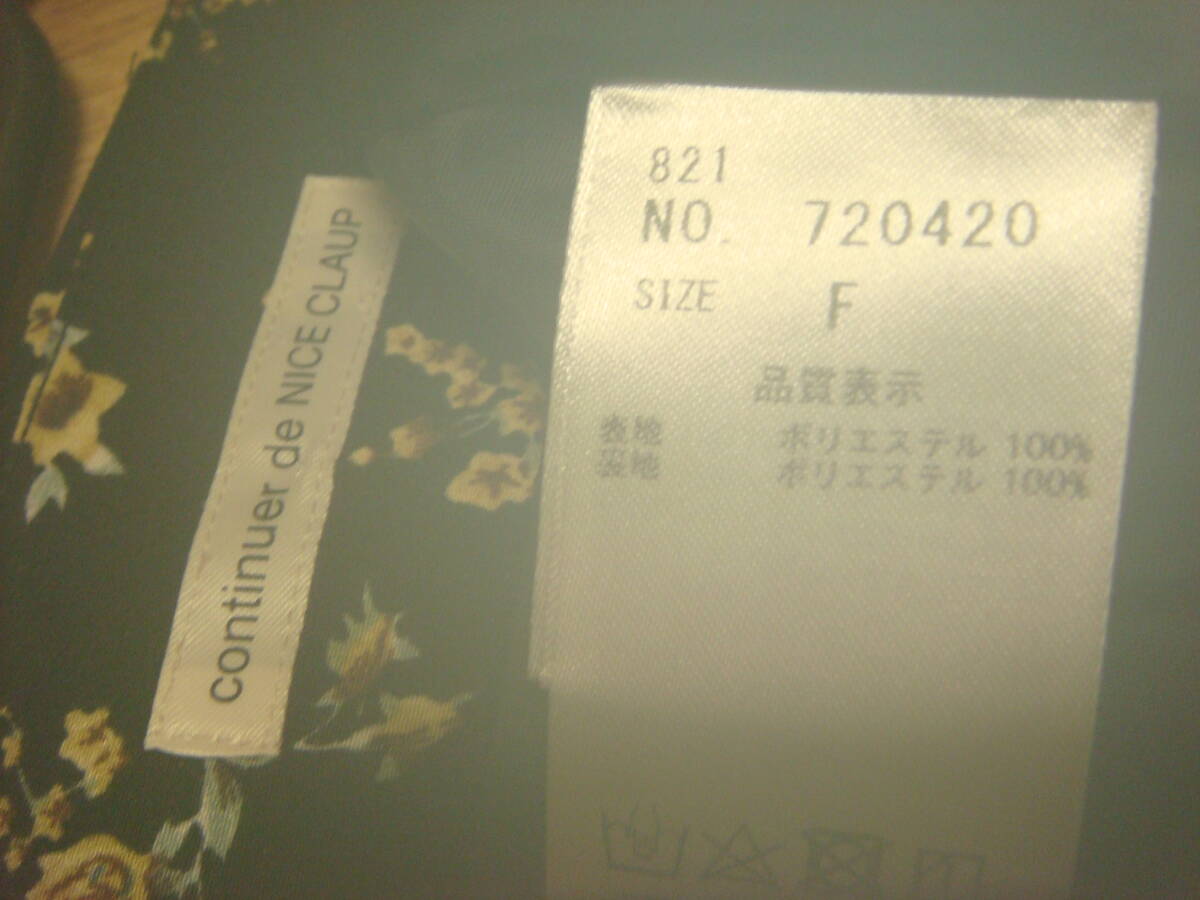 continuer de NICE CLAUP
821
NO. 720420
SIZE F
品質表示
表地 ポリエステル 100%
裏地 ポリエステル 100%